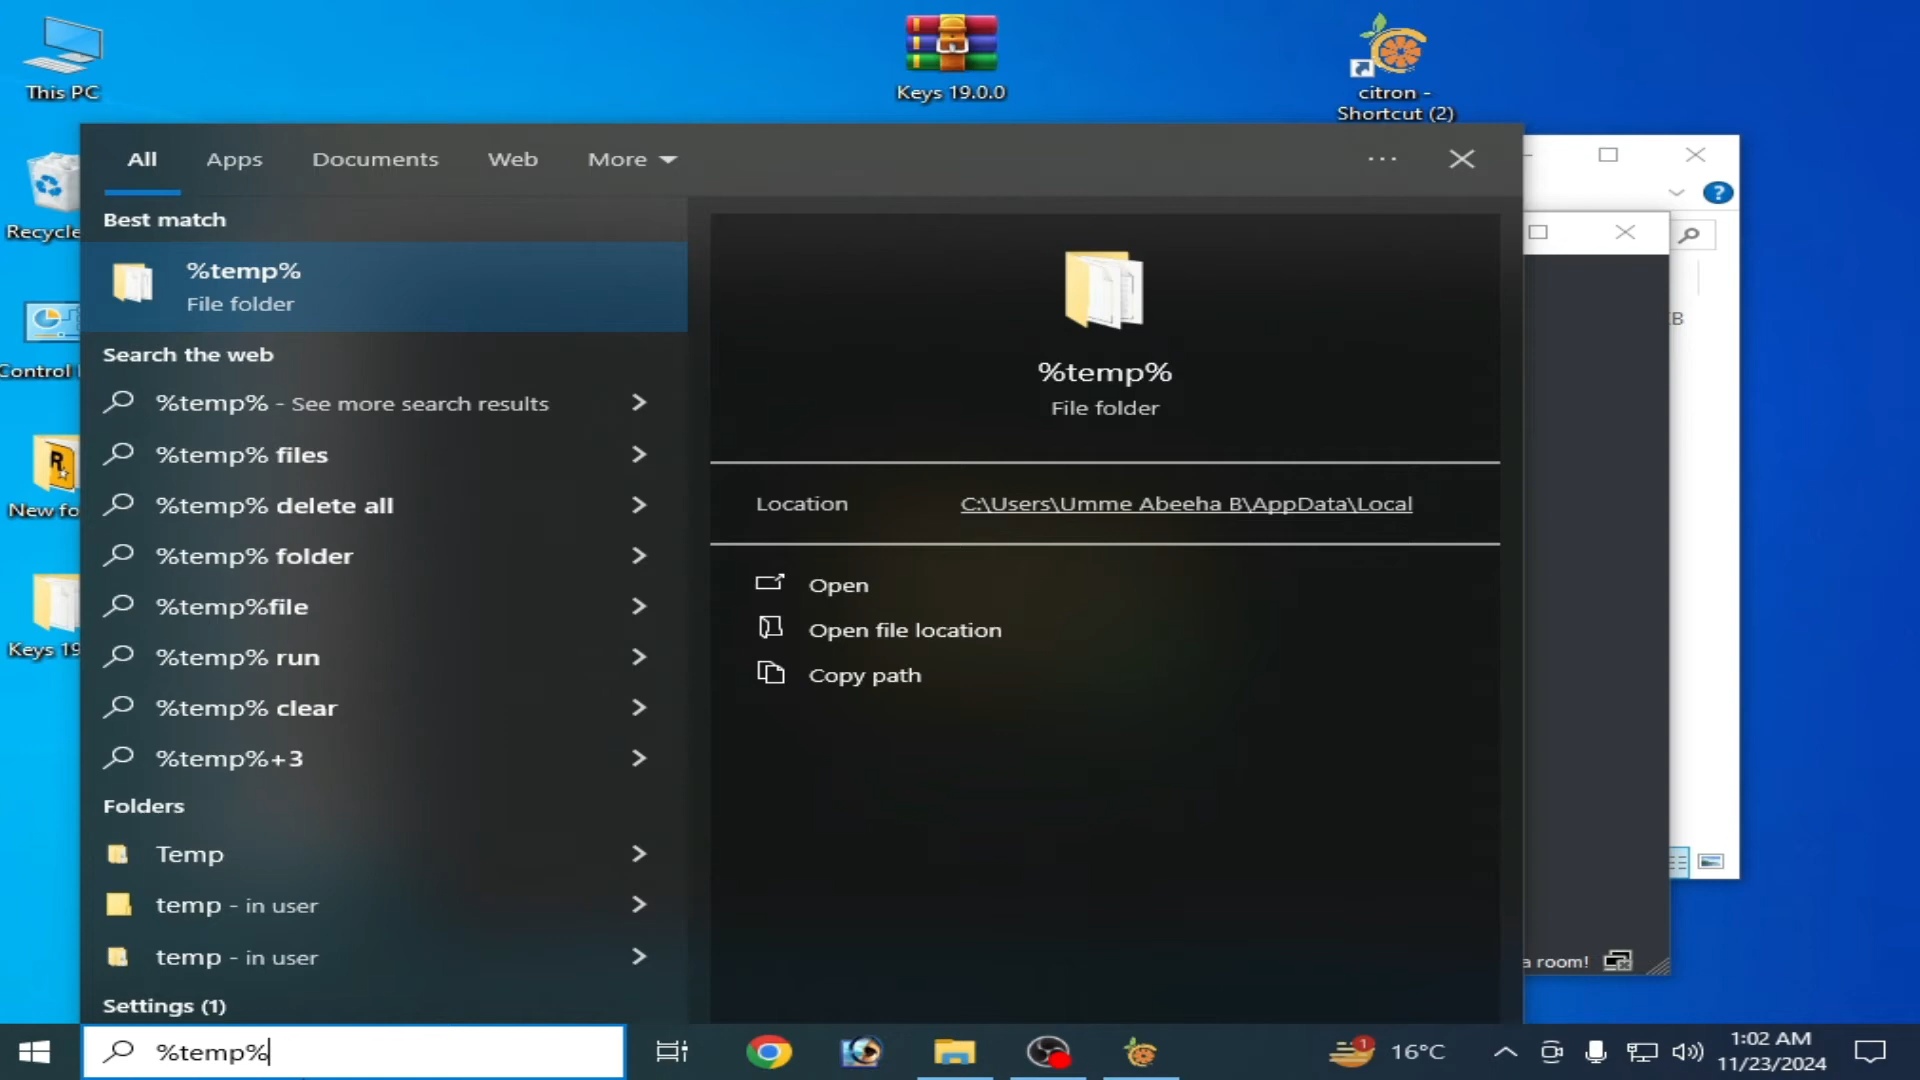 This PC
Keys 19.0.0
citron -
Shortcut (2)
All
Apps
Documents
Web
More
Best match
%temp%
File folder
Search the web
%temp% - See more search results
%temp% files
%temp% delete all
%temp% folder
%temp%file
%temp% run
%temp% clear
%temp%+3
Folders
Temp
temp - in user
temp - in user
Settings (1)
%temp%
File folder
Location
C:\Users\Umme Abeeha B\AppData\Local
Open
Open file location
Copy path
Recycle
Control
New fo
Keys 19
?
B
a room!
%temp%
1
16°C
1:02 AM
11/23/2024